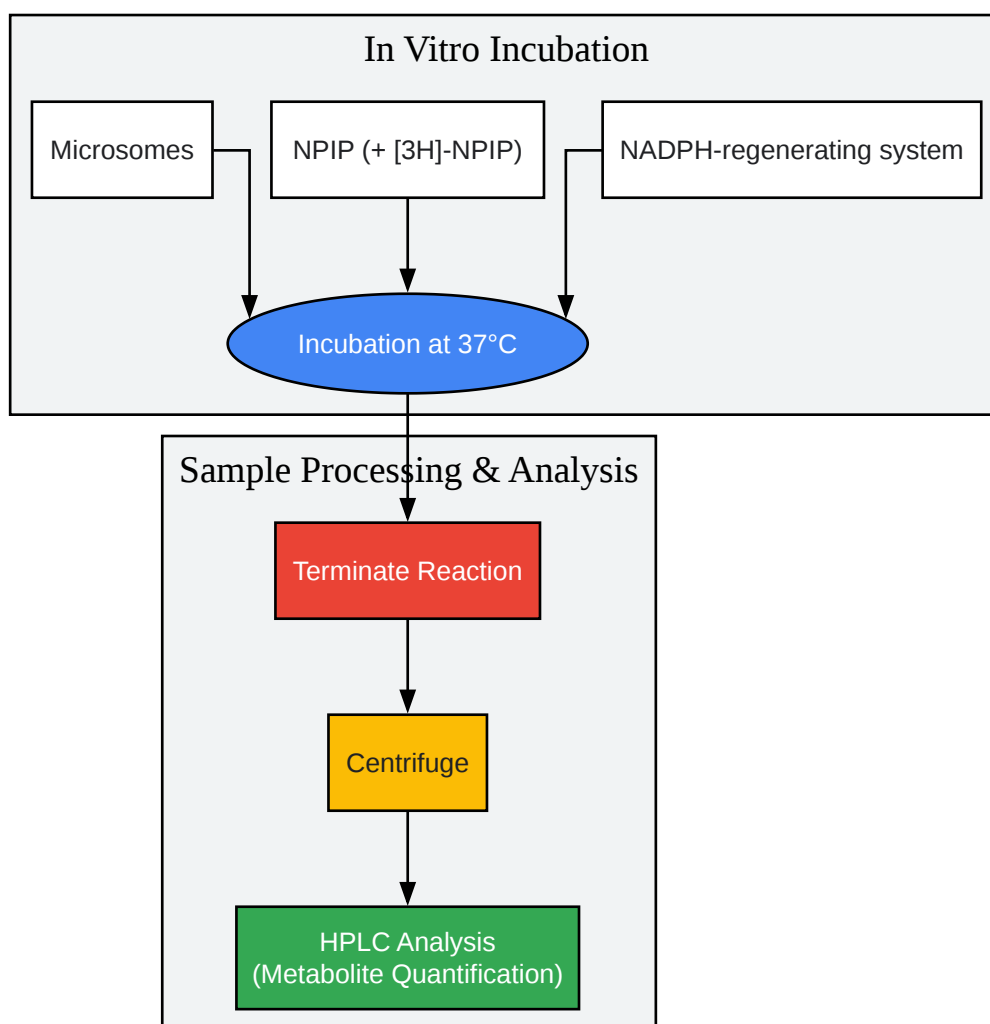 In Vitro Incubation
Microsomes
NPIP (+ [3H]-NPIP)
NADPH-regenerating system
Incubation at 37°C
Sample Processing & Analysis
Terminate Reaction
Centrifuge
HPLC Analysis
(Metabolite Quantification)